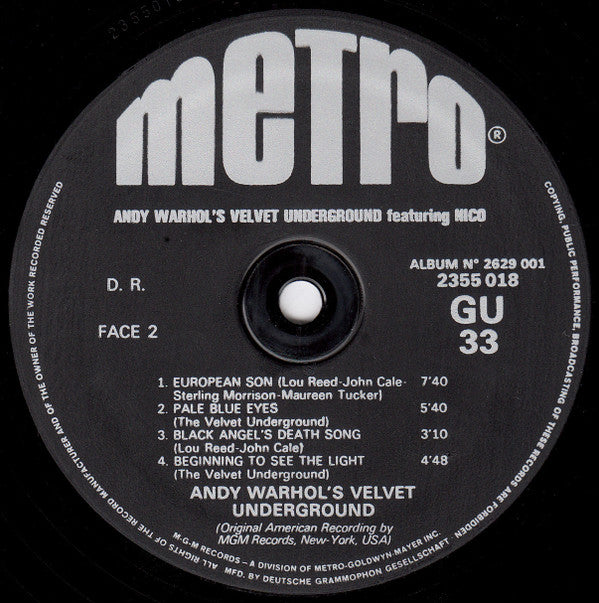 2355018
metro®
ANDY WARHOL'S VELVET UNDERGROUND featuring NICO
D. R.
ALBUM N° 2629 001
2355 018
FACE 2
GU
33
1. EUROPEAN SON (Lou Reed-John Cale- 7'40
Sterling Morrison-Maureen Tucker)
2. PALE BLUE EYES 5'40
(The Velvet Underground)
3. BLACK ANGEL'S DEATH SONG 3'10
(Lou Reed-John Cale)
4. BEGINNING TO SEE THE LIGHT 4'48
(The Velvet Underground)
ANDY WARHOL'S VELVET
UNDERGROUND
(Original American Recording by
MGM Records, New-York, USA)
M-G-M RECORDS – A DIVISION OF METRO-GOLDWYN-MAYER INC.
MFD. BY DEUTSCHE GRAMMOPHON GESELLSCHAFT.
ALL RIGHTS OF THE RECORD MANUFACTURER AND OF THE OWNER OF THE WORK RECORDED RESERVED
COPYING, PUBLIC PERFORMANCE, BROADCASTING OF THESE RECORDS ARE FORBIDDEN